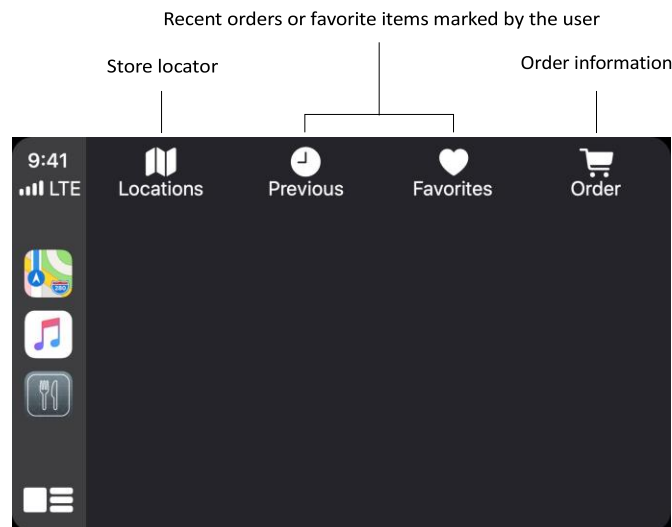 Recent orders or favorite items marked by the user
Store locator
Order information
9:41
LTE
Locations
Previous
Favorites
Order
280